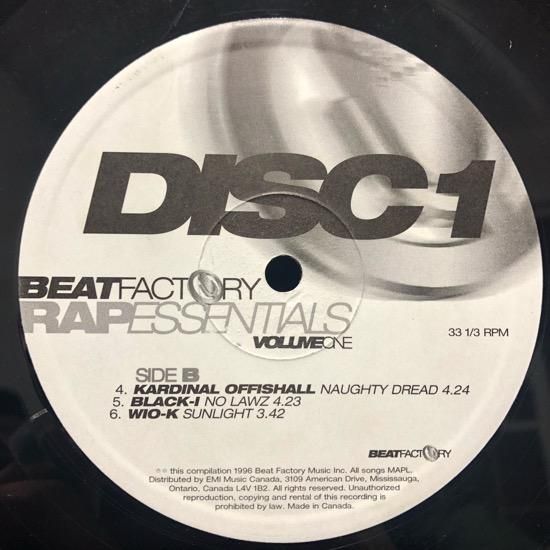 DISC 1
BEATFACTORY
RAPESSENTIALS
VOLUMEONE
33 1/3 RPM
SIDE B
4. KARDINAL OFFISHALL NAUGHTY DREAD 4.24
5. BLACK-I NO LAWZ 4.23
6. WIO-K SUNLIGHT 3.42
BEATFACTORY
℗ © this compilation 1996 Beat Factory Music Inc. All songs MAPL.
Distributed by EMI Music Canada, 3109 American Drive, Mississauga,
Ontario, Canada L4V 1B2. All rights reserved. Unauthorized
reproduction, copying and rental of this recording is
prohibited by law. Made in Canada.